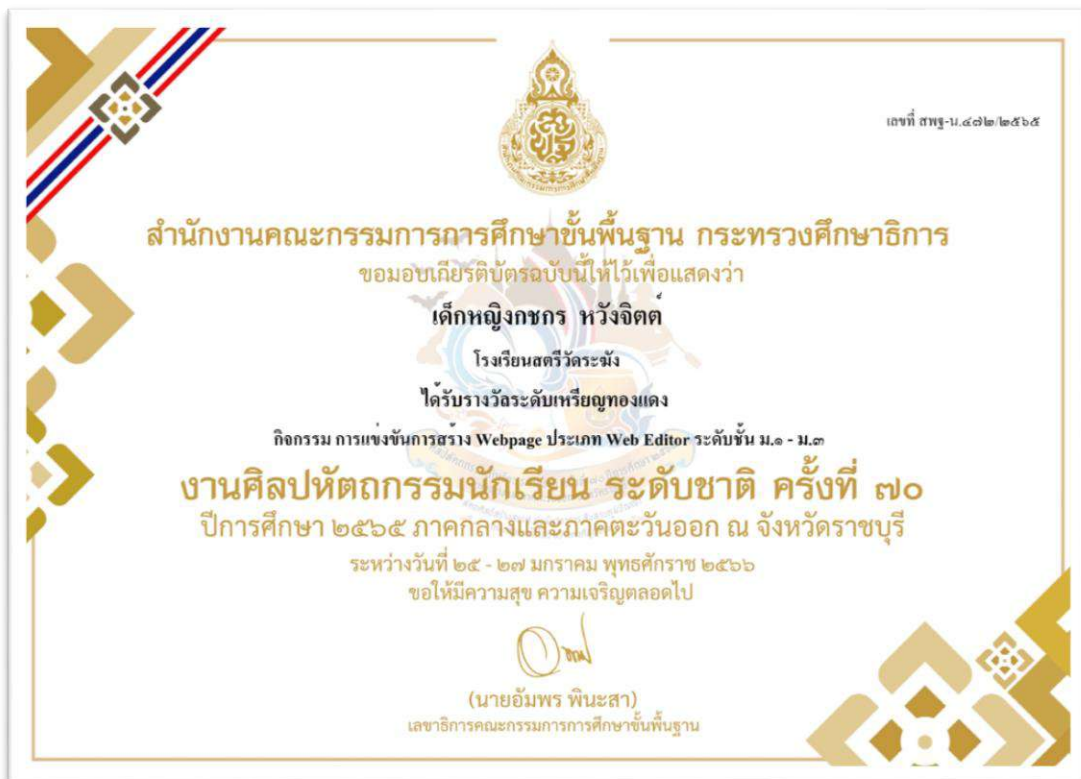 เลขที่ สพฐ-น.๔๗๒/๒๕๖๕
สำนักงานคณะกรรมการการศึกษาขั้นพื้นฐาน กระทรวงศึกษาธิการ
ขอมอบเกียรติบัตรฉบับนี้ให้ไว้เพื่อแสดงว่า
เด็กหญิงกชกร หวังจิตต์
โรงเรียนสตรีวัดระฆัง
ได้รับรางวัลระดับเหรียญทองแดง
กิจกรรม การแข่งขันการสร้าง Webpage ประเภท Web Editor ระดับชั้น ม.๑ - ม.๓
งานศิลปหัตถกรรมนักเรียน ระดับชาติ ครั้งที่ ๗๐
ปีการศึกษา ๒๕๖๕ ภาคกลางและภาคตะวันออก ณ จังหวัดราชบุรี
ระหว่างวันที่ ๒๕ - ๒๗ มกราคม พุทธศักราช ๒๕๖๖
ขอให้มีความสุข ความเจริญตลอดไป
(นายอัมพร พินะสา)
เลขาธิการคณะกรรมการการศึกษาขั้นพื้นฐาน